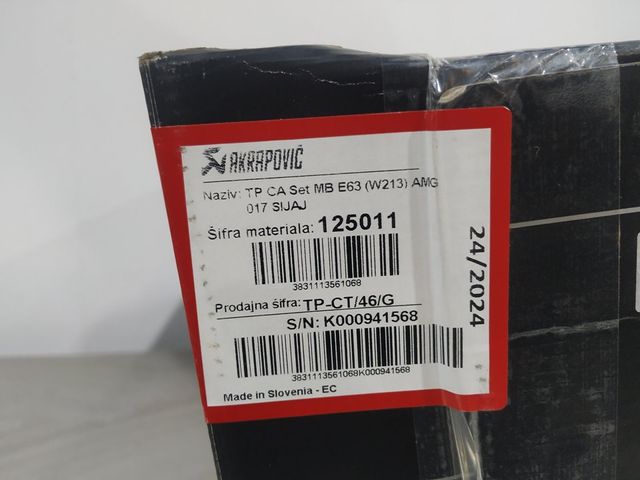 AKRAPOVIČ
Naziv: TP CA Set MB E63 (W213) AMG
017 SIJAJ
Šifra materiala: 125011
3831113561068
Prodajna šifra: TP-CT/46/G
S/N: K000941568
3831113561068K000941568
Made in Slovenia - EC
24/2024